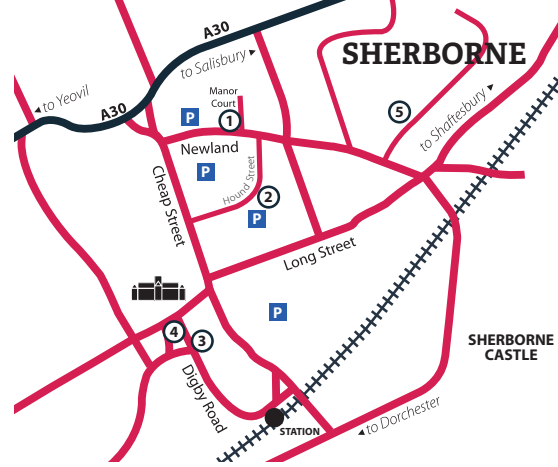 A30
to Salisbury
SHERBORNE
to Yeovil
A30
Manor
Court
P
1
5
to Shaftesbury
Newland
P
Hound Street
Cheap Street
2
P
Long Street
P
4
3
SHERBORNE
CASTLE
Digby Road
STATION
to Dorchester